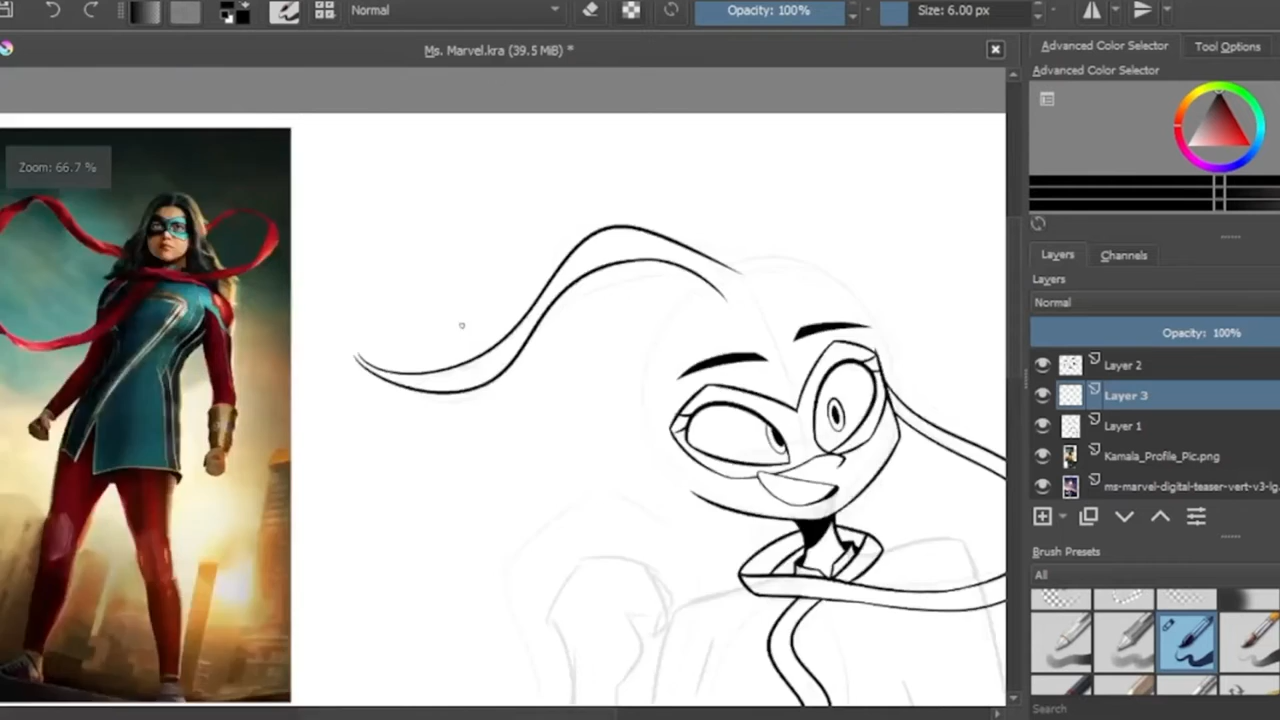 Normal
Opacity: 100%
Size: 6.00 px
Ms. Marvel.kra (39.5 MiB) *
Advanced Color Selector
Tool Options
Advanced Color Selector
Zoom: 66.7 %
Layers
Channels
Layers
Normal
Opacity: 100%
Layer 2
Layer 3
Layer 1
Kamala_Profile_Pic.png
ms-marvel-digital-teaser-vert-v3-lg.
Brush Presets
All
Search